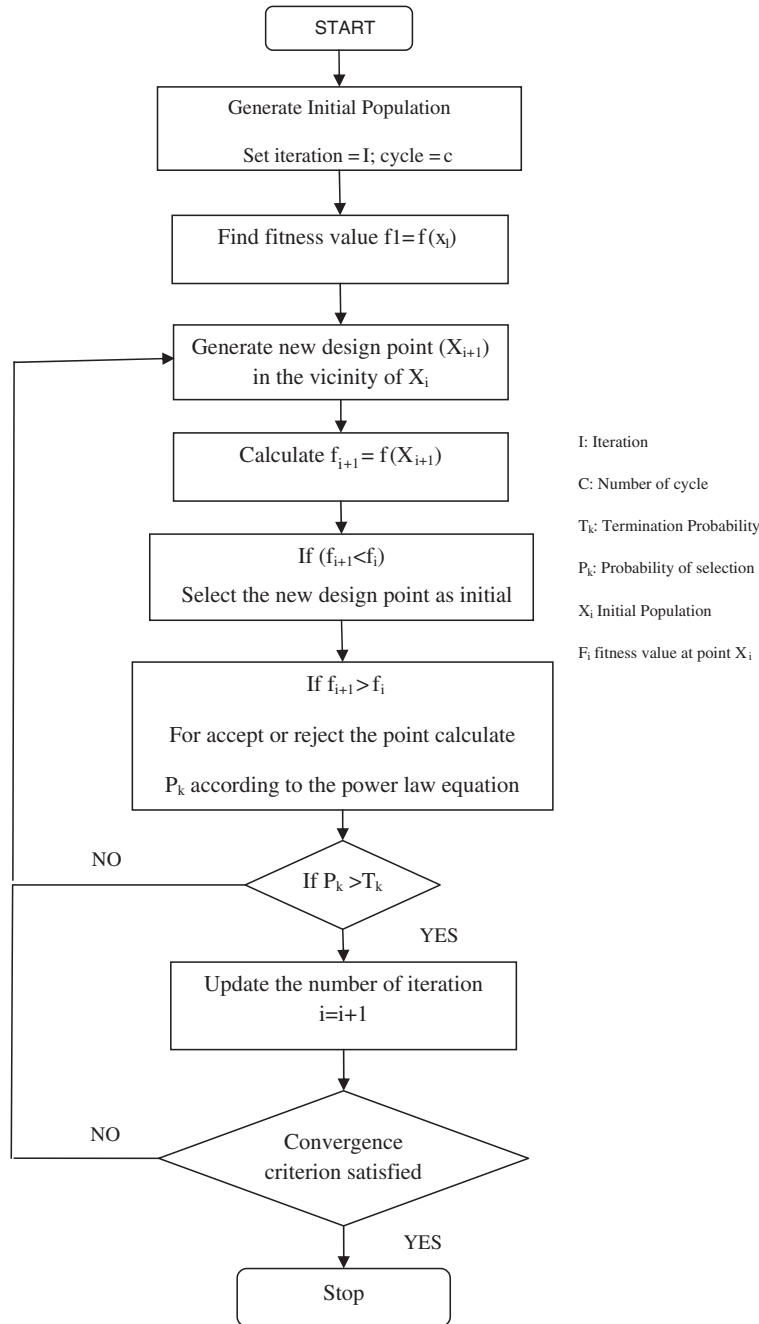 START
Generate Initial Population
Set iteration = I; cycle = c
Find fitness value f1= f(xᵢ)
Generate new design point (Xᵢ₊₁)
in the vicinity of Xᵢ
Calculate fᵢ₊₁= f(Xᵢ₊₁)
If (fᵢ₊₁<fᵢ)
Select the new design point as initial
If fᵢ₊₁> fᵢ
For accept or reject the point calculate
Pₖ according to the power law equation
NO
If Pₖ >Tₖ
YES
Update the number of iteration
i=i+1
NO
Convergence
criterion satisfied
YES
Stop
I: Iteration
C: Number of cycle
Tₖ: Termination Probability
Pₖ: Probability of selection
Xᵢ Initial Population
Fᵢ fitness value at point Xᵢ